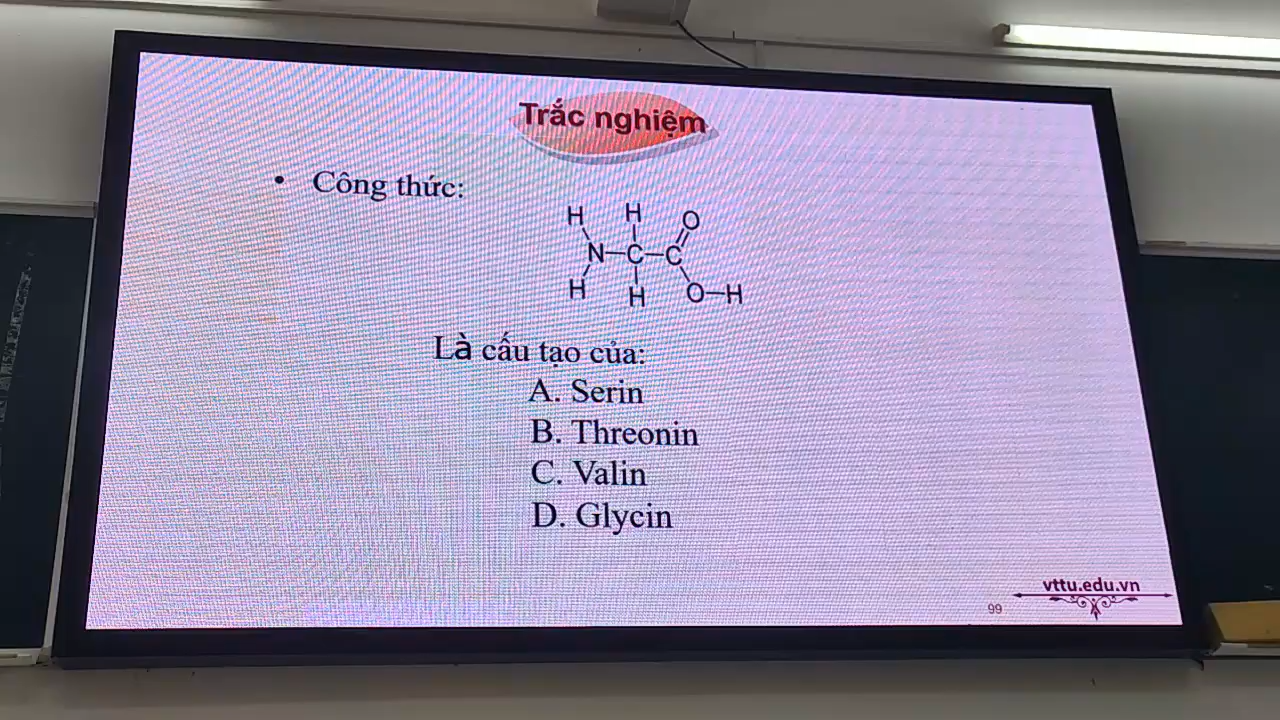 Trắc nghiệm
• Công thức:
H H O
N–C–C
H H O–H
Là cấu tạo của:
A. Serin
B. Threonin
C. Valin
D. Glycin
vttu.edu.vn
99